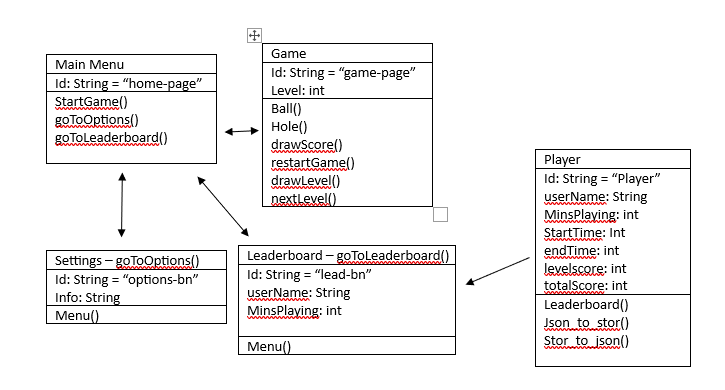 Main Menu
Id: String = “home-page”
StartGame()
goToOptions()
goToLeaderboard()
Game
Id: String = “game-page”
Level: int
Ball()
Hole()
drawScore()
restartGame()
drawLevel()
nextLevel()
Settings – goToOptions()
Id: String = “options-bn”
Info: String
Menu()
Leaderboard – goToLeaderboard()
Id: String = “lead-bn”
userName: String
MinsPlaying: int
Menu()
Player
Id: String = “Player”
userName: String
MinsPlaying: int
StartTime: Int
endTime: int
levelscore: int
totalScore: int
Leaderboard()
Json_to_stor()
Stor_to_json()